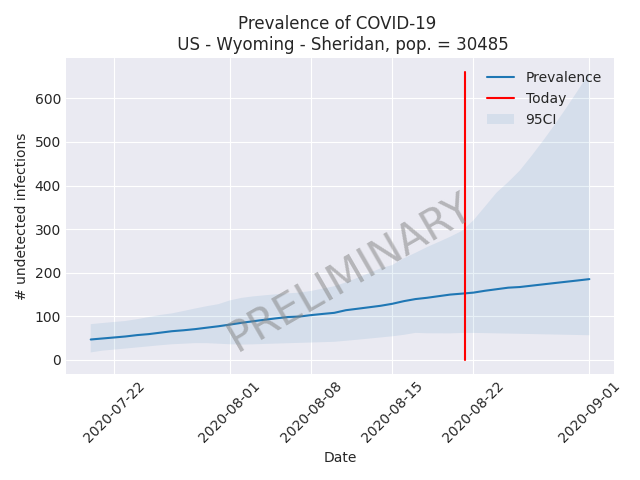 Prevalence of COVID-19
US - Wyoming - Sheridan, pop. = 30485
Prevalence
Today
95CI
PRELIMINARY
# undetected infections
600
500
400
300
200
100
0
2020-07-22
2020-08-01
2020-08-08
2020-08-15
2020-08-22
2020-09-01
Date